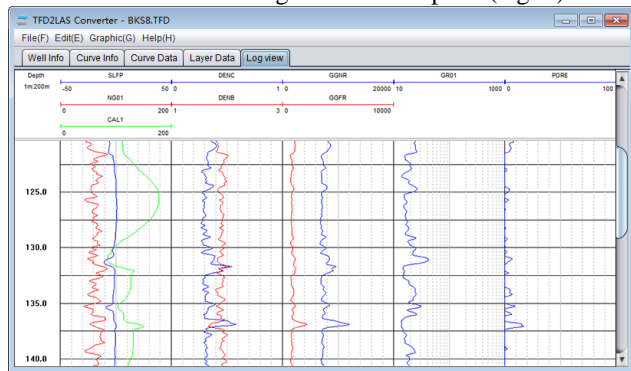 TFD2LAS Converter - BKS8.TFD
File(F) Edit(E) Graphic(G) Help(H)
Well Info Curve Info Curve Data Layer Data Log view
Depth SLFP DENC GGNR GR01 PORE
1m:200m -50 50 0 1 0 20000 10 1000 0 100
NG01 DENB GGFR
0 200 1 3 0 10000
CAL1
0 200
125.0
130.0
135.0
140.0